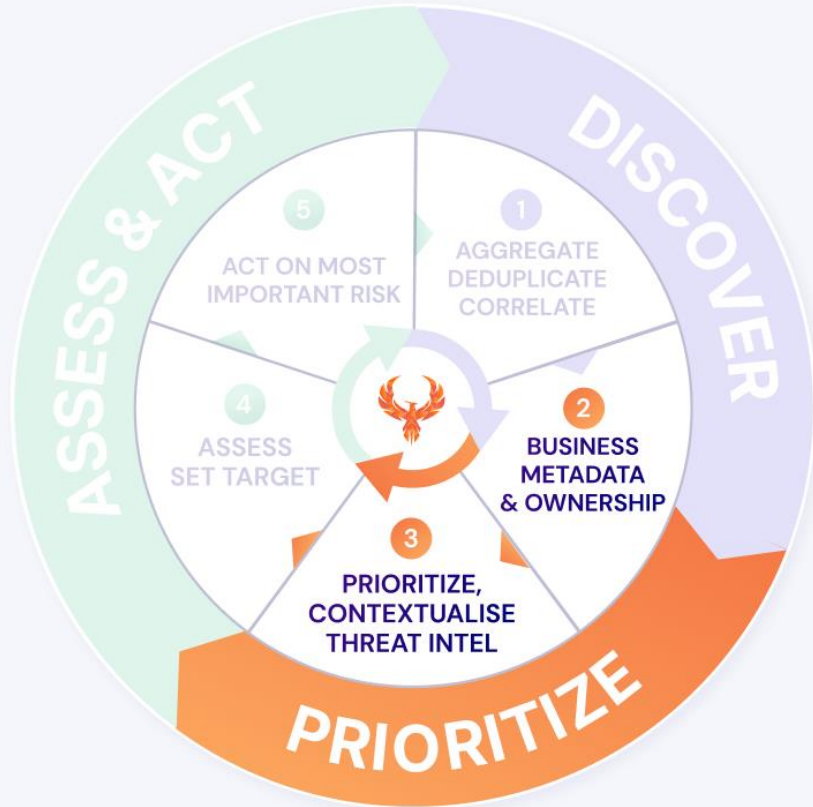 DISCOVER
1
AGGREGATE
DEDUPLICATE
CORRELATE
2
BUSINESS
METADATA
& OWNERSHIP
PRIORITIZE
3
PRIORITIZE,
CONTEXTUALISE
THREAT INTEL
ASSESS & ACT
4
ASSESS
SET TARGET
5
ACT ON MOST
IMPORTANT RISK